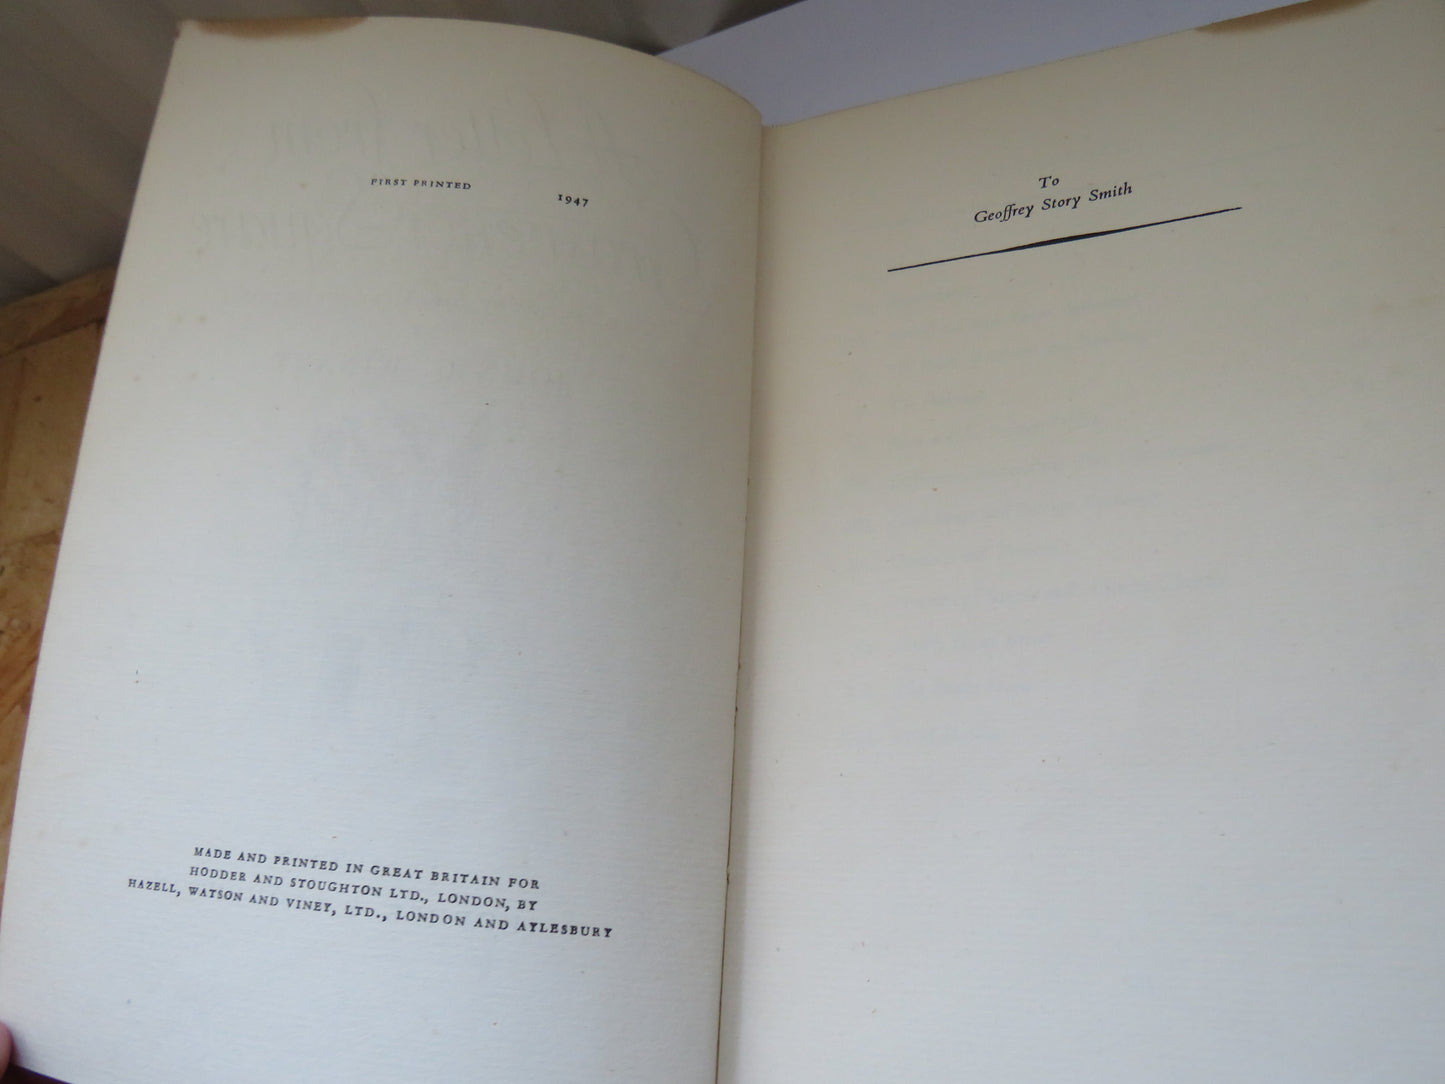 FIRST PRINTED 1947
MADE AND PRINTED IN GREAT BRITAIN FOR
HODDER AND STOUGHTON LTD., LONDON, BY
HAZELL, WATSON AND VINEY, LTD., LONDON AND AYLESBURY
To
Geoffrey Story Smith